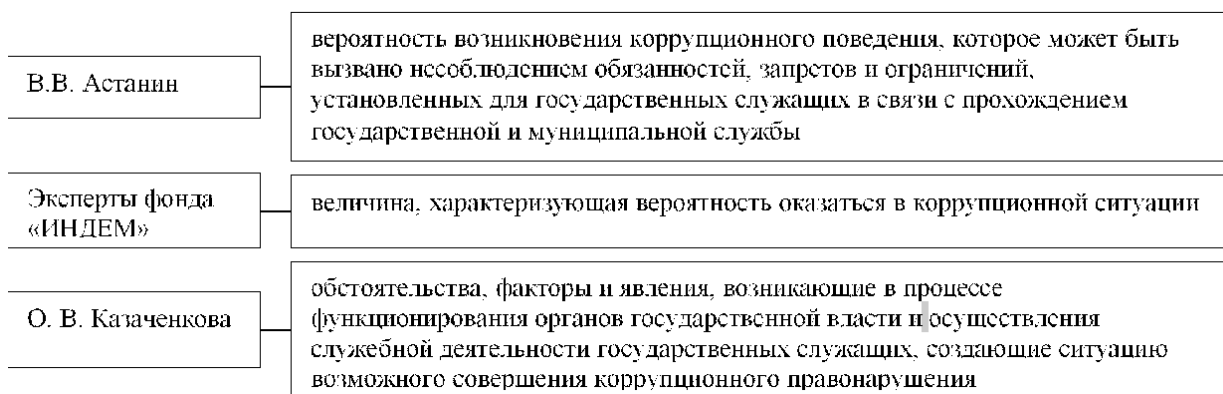 В.В. Астанин
вероятность возникновения коррупционного поведения, которое может быть
вызвано несоблюдением обязанностей, запретов и ограничений,
установленных для государственных служащих в связи с прохождением
государственной и муниципальной службы
Эксперты фонда
«ИНДЕМ»
величина, характеризующая вероятность оказаться в коррупционной ситуации
О. В. Казаченкова
обстоятельства, факторы и явления, возникающие в процессе
функционирования органов государственной власти и осуществления
служебной деятельности государственных служащих, создающие ситуацию
возможного совершения коррупционного правонарушения